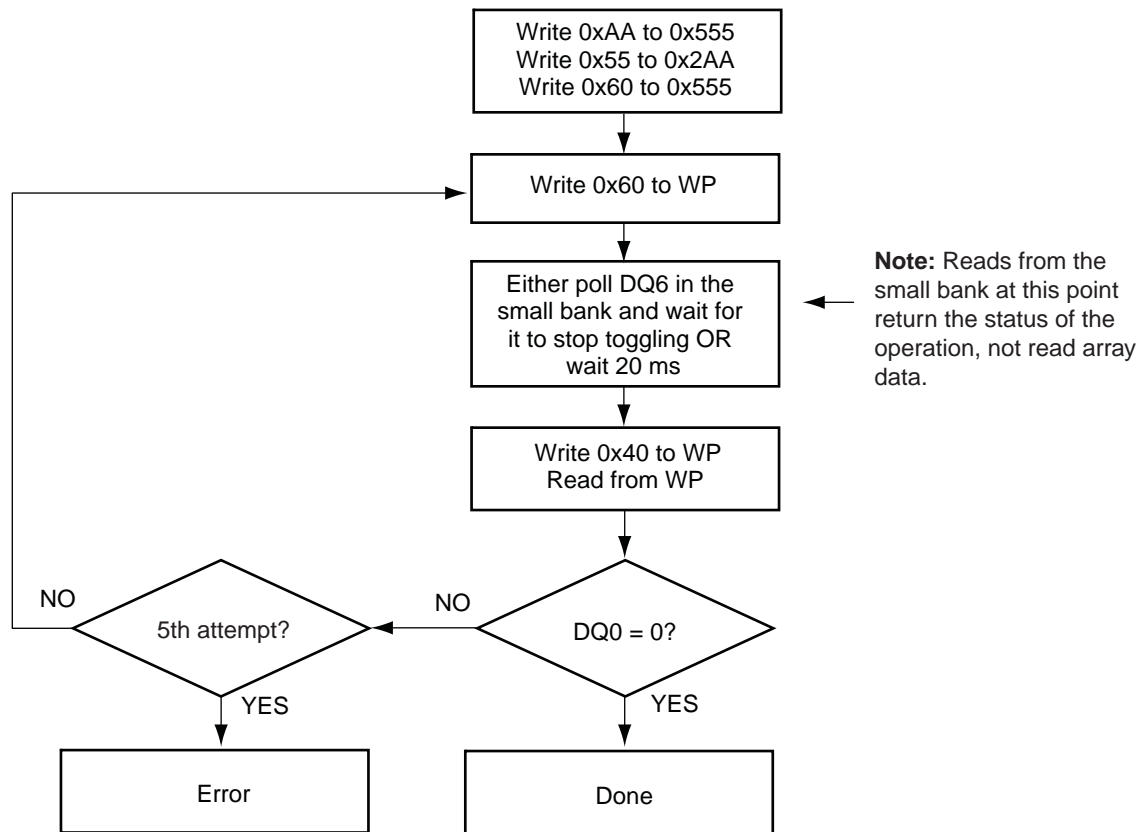 Write 0xAA to 0x555
Write 0x55 to 0x2AA
Write 0x60 to 0x555
Write 0x60 to WP
Either poll DQ6 in the
small bank and wait for
it to stop toggling OR
wait 20 ms
Note: Reads from the
small bank at this point
return the status of the
operation, not read array
data.
Write 0x40 to WP
Read from WP
NO
5th attempt?
NO
DQ0 = 0?
YES
YES
Error
Done